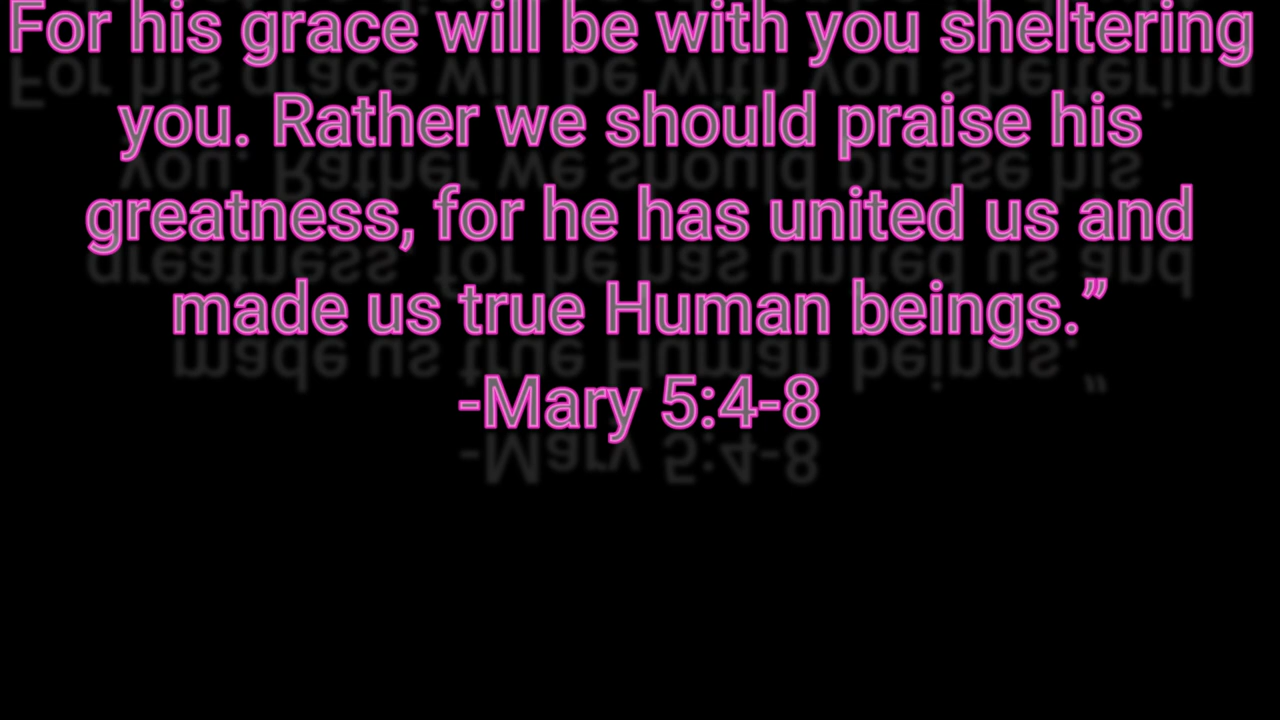 For his grace will be with you sheltering
you. Rather we should praise his
greatness, for he has united us and
made us true Human beings.”
-Mary 5:4-8